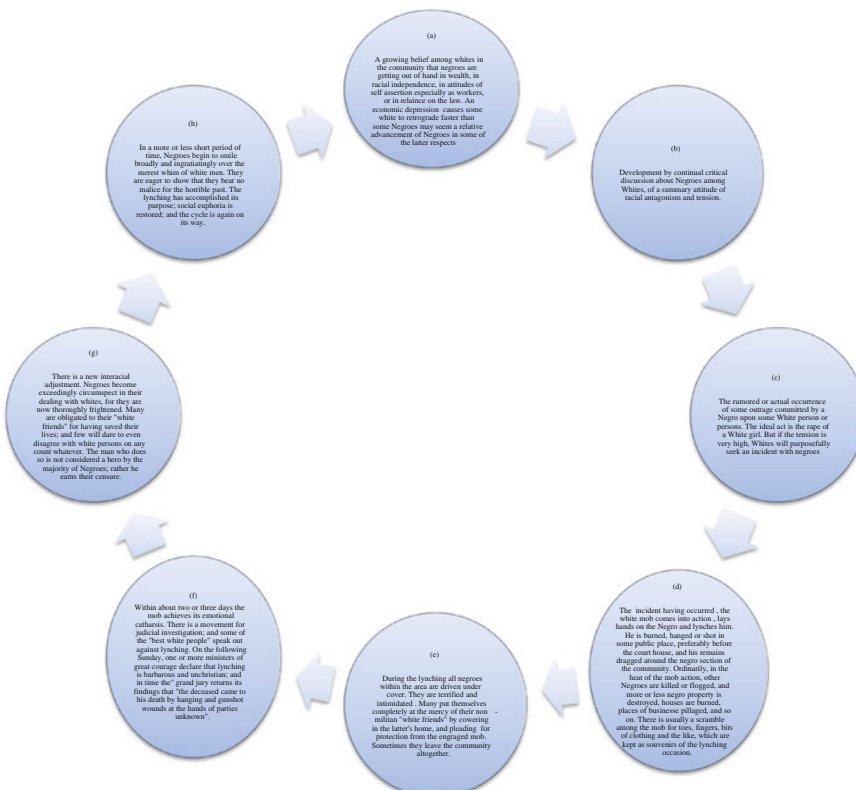 (a)
A growing belief among whites in
the community that negroes are
getting out of hand in wealth, in
racial independence, in attitudes of
self assertion especially as workers,
or in relaince on the law. An
economic depression causes some
white to retrograde faster than
some Negroes may seem a relative
advancement of Negroes in some of
the latter respects
(b)
Development by continual critical
discussion about Negroes among
Whites, of a summary attitude of
racial antagonism and tension.
(c)
The rumored or actual occurrence
of some outrage committed by a
Negro upon some White person or
persons. The ideal act is the rape of
a White girl. But if the tension is
very high, Whites will purposefully
seek an incident with negroes
(d)
The incident having occurred , the
white mob comes into action , lays
hands on the Negro and lynches him.
He is burned, hanged or shot in
some public place, preferably before
the court house, and his remains
dragged around the negro section of
the community. Ordinarily, in the
heat of the mob action, other
Negroes are killed or flogged, and
more or less negro property is
destroyed, houses are burned,
places of businesse pillaged, and so
on. There is usually a scramble
among the mob for toes, fingers, bits
of clothing and the like, which are
kept as souvenirs of the lynching
occasion.
(e)
During the lynching all negroes
within the area are driven under
cover. They are terrified and
intimidated . Many put themselves
completely at the mercy of their non -
militan "white friends" by cowering
in the latter's home, and pleading for
protection from the engraged mob.
Sometimes they leave the community
altogether.
(f)
Within about two or three days the
mob achieves its emotional
catharsis. There is a movement for
judicial investigation; and some of
the "best white people" speak out
against lynching. On the following
Sunday, one or more ministers of
great courage declare that lynching
is barbarous and unchristian; and
in time the" grand jury returns its
findings that "the deceased came to
his death by hanging and gunshot
wounds at the hands of parties
unknown".
(g)
There is a new interacial
adjustment. Negroes become
exceedingly circumspect in their
dealing with whites, for they are
now thoroughly frightened. Many
are obligated to their "white
friends" for having saved their
lives; and few will dare to even
disagree with white persons on any
count whatever. The man who does
so is not considered a hero by the
majority of Negroes; rather he
earns their censure.
(h)
In a more or less short period of
time, Negroes begin to smile
broadly and ingratiatingly over the
merest whim of white men. They
are eager to show that they bear no
malice for the horrible past. The
lynching has accomplished its
purpose; social euphoria is
restored; and the cycle is again on
its way.